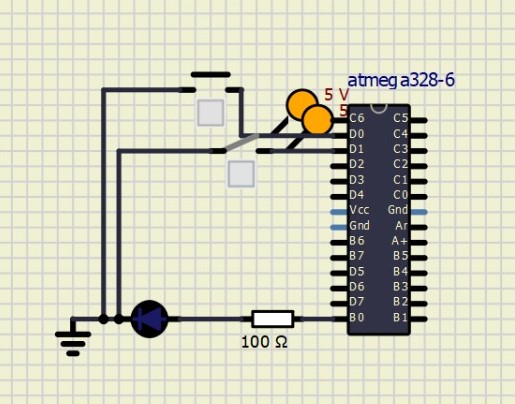 atmega328-6
5 V
5
C6 C5
D0 C4
D1 C3
D2 C2
D3 C1
D4 C0
Vcc Gnd
Gnd Ar
B6 A+
B7 B5
D5 B4
D6 B3
D7 B2
B0 B1
100 Ω